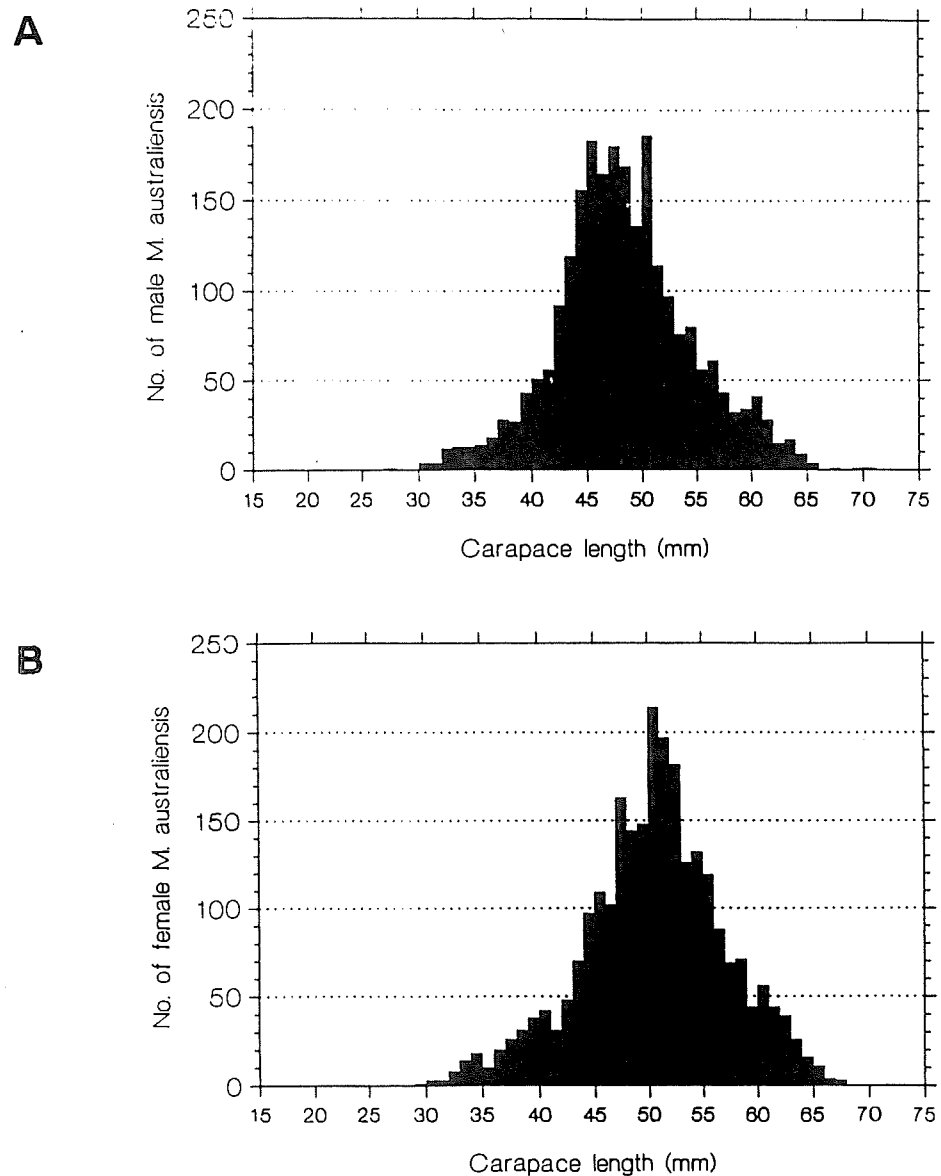 A
250
200
150
100
50
0
No. of male M. australiensis
15 20 25 30 35 40 45 50 55 60 65 70 75
Carapace length (mm)
B
250
200
150
100
50
0
No. of female M. australiensis
15 20 25 30 35 40 45 50 55 60 65 70 75
Carapace length (mm)